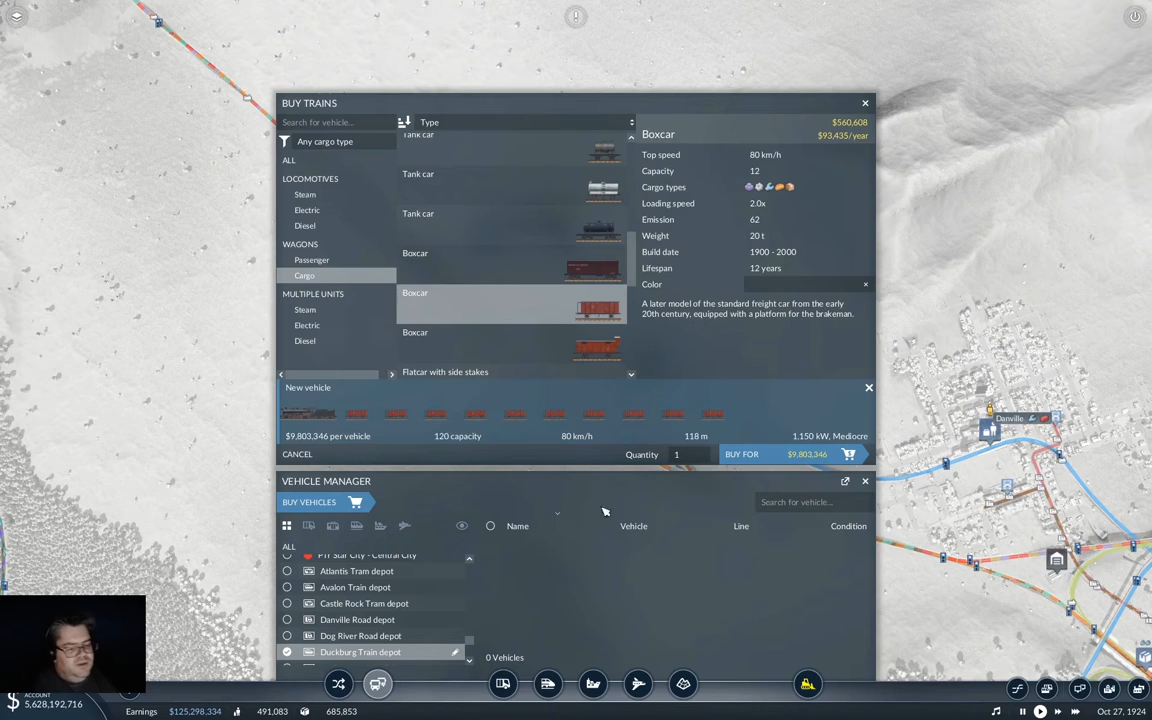 BUY TRAINS
Search for vehicle...
Type
Any cargo type
ALL
LOCOMOTIVES
Steam
Electric
Diesel
WAGONS
Passenger
Cargo
MULTIPLE UNITS
Steam
Electric
Diesel
Tank car
Tank car
Tank car
Boxcar
Boxcar
Boxcar
Flatcar with side stakes
$560,608
Boxcar
$93,435/year
Top speed 80 km/h
Capacity 12
Cargo types
Loading speed 2.0x
Emission 62
Weight 20 t
Build date 1900 - 2000
Lifespan 12 years
Color
A later model of the standard freight car from the early
20th century, equipped with a platform for the brakeman.
New vehicle
$9,803,346 per vehicle 120 capacity 80 km/h 118 m 1,150 kW, Mediocre
CANCEL Quantity 1 BUY FOR $9,803,346
Danville
VEHICLE MANAGER
BUY VEHICLES Search for vehicle...
Name Vehicle Line Condition
ALL
Star City - Central City
Atlantis Tram depot
Avalon Train depot
Castle Rock Tram depot
Danville Road depot
Dog River Road depot
Duckburg Train depot
0 Vehicles
ACCOUNT
$ 5,628,192,716
Earnings $125,298,334 491,083 685,853
Oct 27, 1924